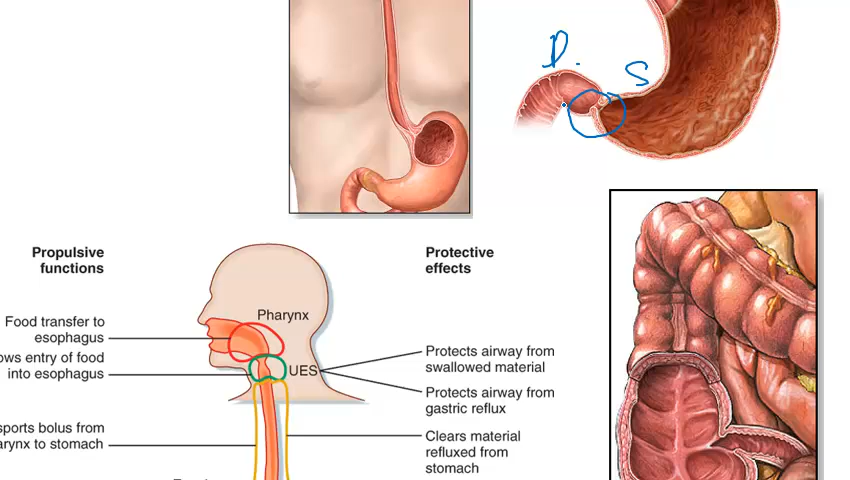 D.
S
Propulsive
functions
Protective
effects
Pharynx
Food transfer to
esophagus
ows entry of food
into esophagus
UES
Protects airway from
swallowed material
Protects airway from
gastric reflux
sports bolus from
arynx to stomach
Clears material
refluxed from
stomach